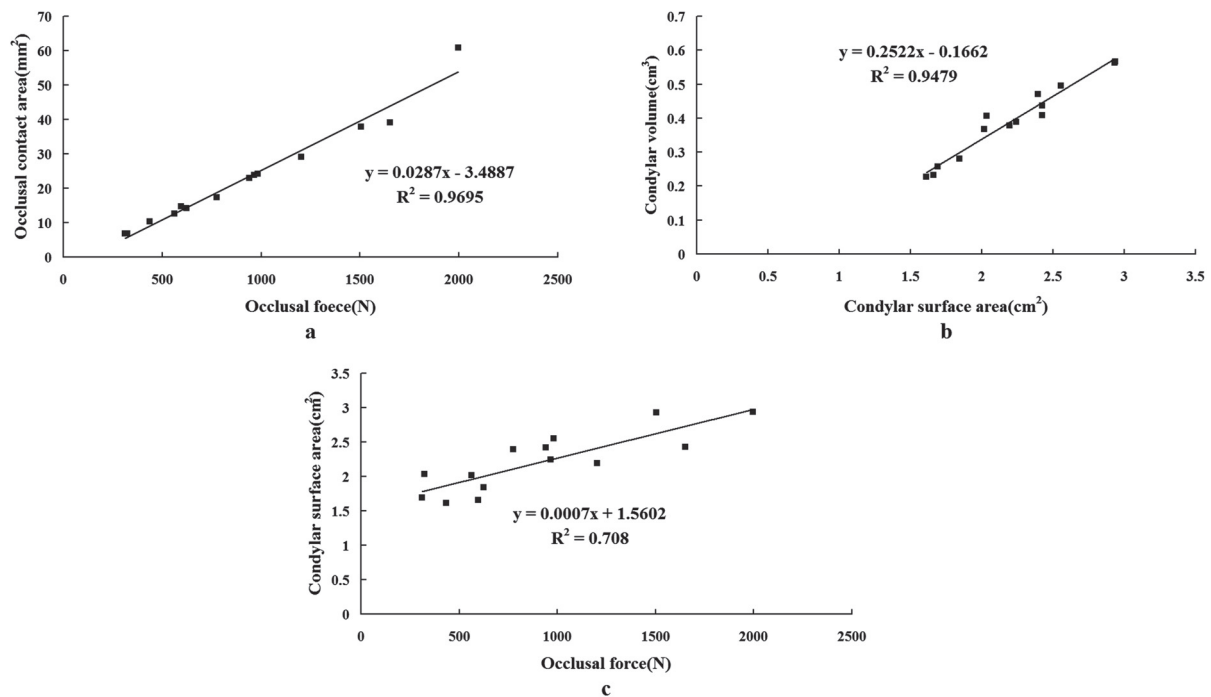 70
60
50
40
30
20
10
0
Occlusal contact area(mm²)
y = 0.0287x - 3.4887
R² = 0.9695
0 500 1000 1500 2000 2500
Occlusal foece(N)
a
0.7
0.6
0.5
0.4
0.3
0.2
0.1
0
Condylar volume(cm³)
y = 0.2522x - 0.1662
R² = 0.9479
0 0.5 1 1.5 2 2.5 3 3.5
Condylar surface area(cm²)
b
3.5
3
2.5
2
1.5
1
0.5
0
Condylar surface area(cm²)
y = 0.0007x + 1.5602
R² = 0.708
0 500 1000 1500 2000 2500
Occlusal force(N)
c